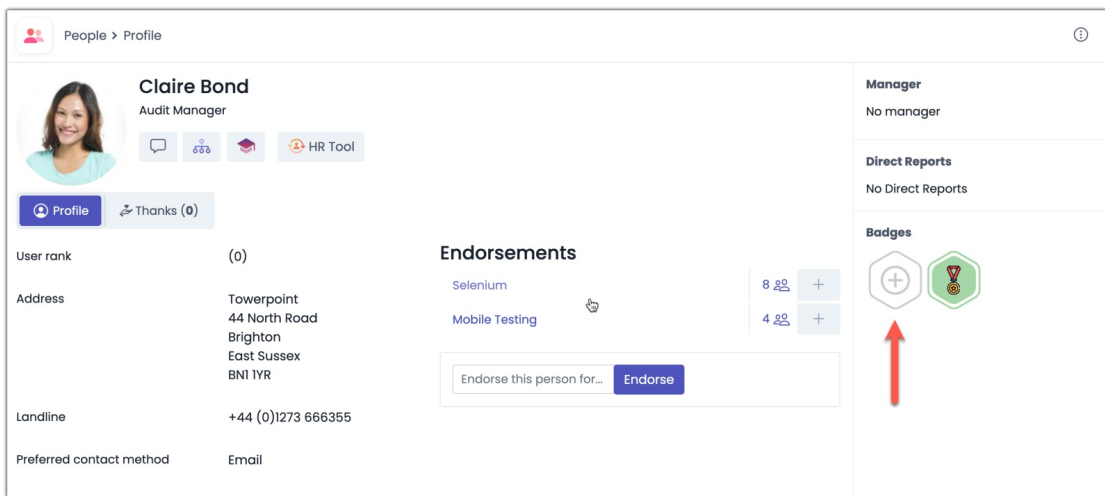 People > Profile
Claire Bond
Audit Manager
HR Tool
Profile
Thanks (0)
User rank
(0)
Address
Towerpoint
44 North Road
Brighton
East Sussex
BN1 1YR
Landline
+44 (0)1273 666355
Preferred contact method
Email
Endorsements
Selenium
8
+
Mobile Testing
4
+
Endorse this person for...
Endorse
Manager
No manager
Direct Reports
No Direct Reports
Badges